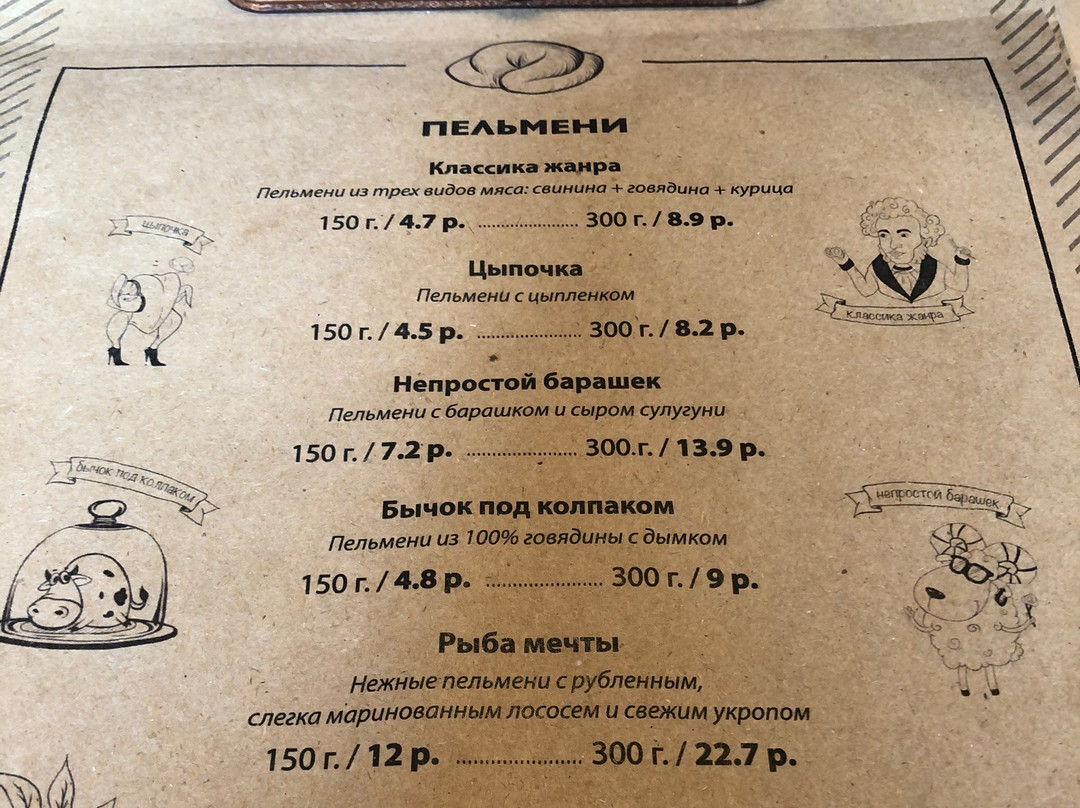 ПЕЛЬМЕНИ
Классика жанра
Пельмени из трех видов мяса: свинина + говядина + курица
150 г. / 4.7 р. ........................ 300 г. / 8.9 р.
цыпочка
классика жанра
Цыпочка
Пельмени с цыпленком
150 г. / 4.5 р. ........................ 300 г. / 8.2 р.
Непростой барашек
Пельмени с барашком и сыром сулугуни
150 г. / 7.2 р. ........................ 300 г. / 13.9 р.
бычок под колпаком
непростой барашек
Бычок под колпаком
Пельмени из 100% говядины с дымком
150 г. / 4.8 р. ........................ 300 г. / 9 р.
Рыба мечты
Нежные пельмени с рубленным,
слегка маринованным лососем и свежим укропом
150 г. / 12 р. ........................ 300 г. / 22.7 р.